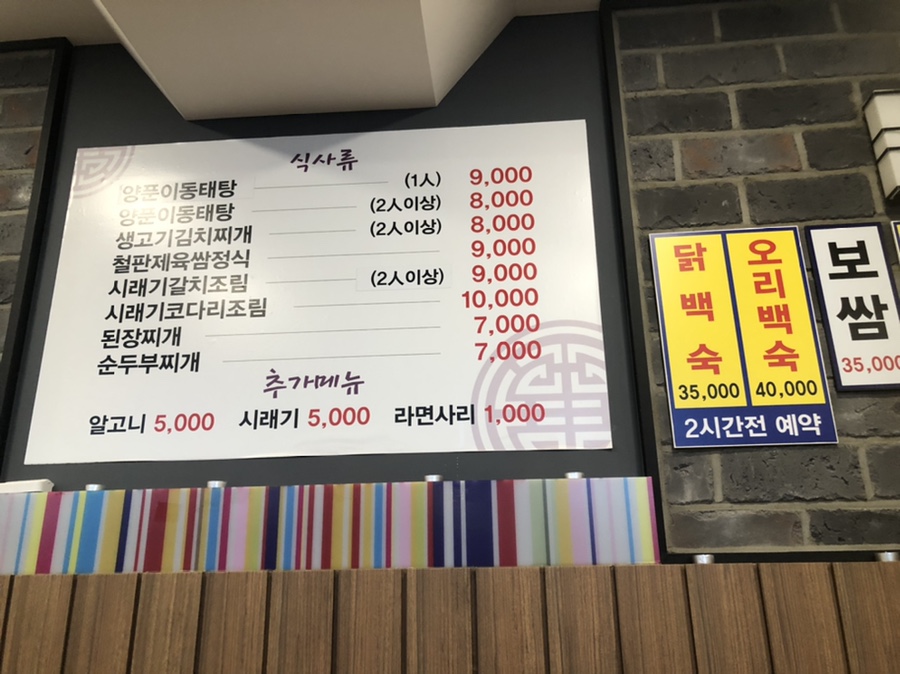 식사류
양푼이동태탕 (1人) 9,000
양푼이동태탕 (2人이상) 8,000
생고기김치찌개 (2人이상) 8,000
철판제육쌈정식 9,000
시래기갈치조림 (2人이상) 9,000
시래기코다리조림 10,000
된장찌개 7,000
순두부찌개 7,000
추가메뉴
알고니 5,000 시래기 5,000 라면사리 1,000
닭백숙
35,000
오리백숙
40,000
2시간전 예약
보쌈
35,000